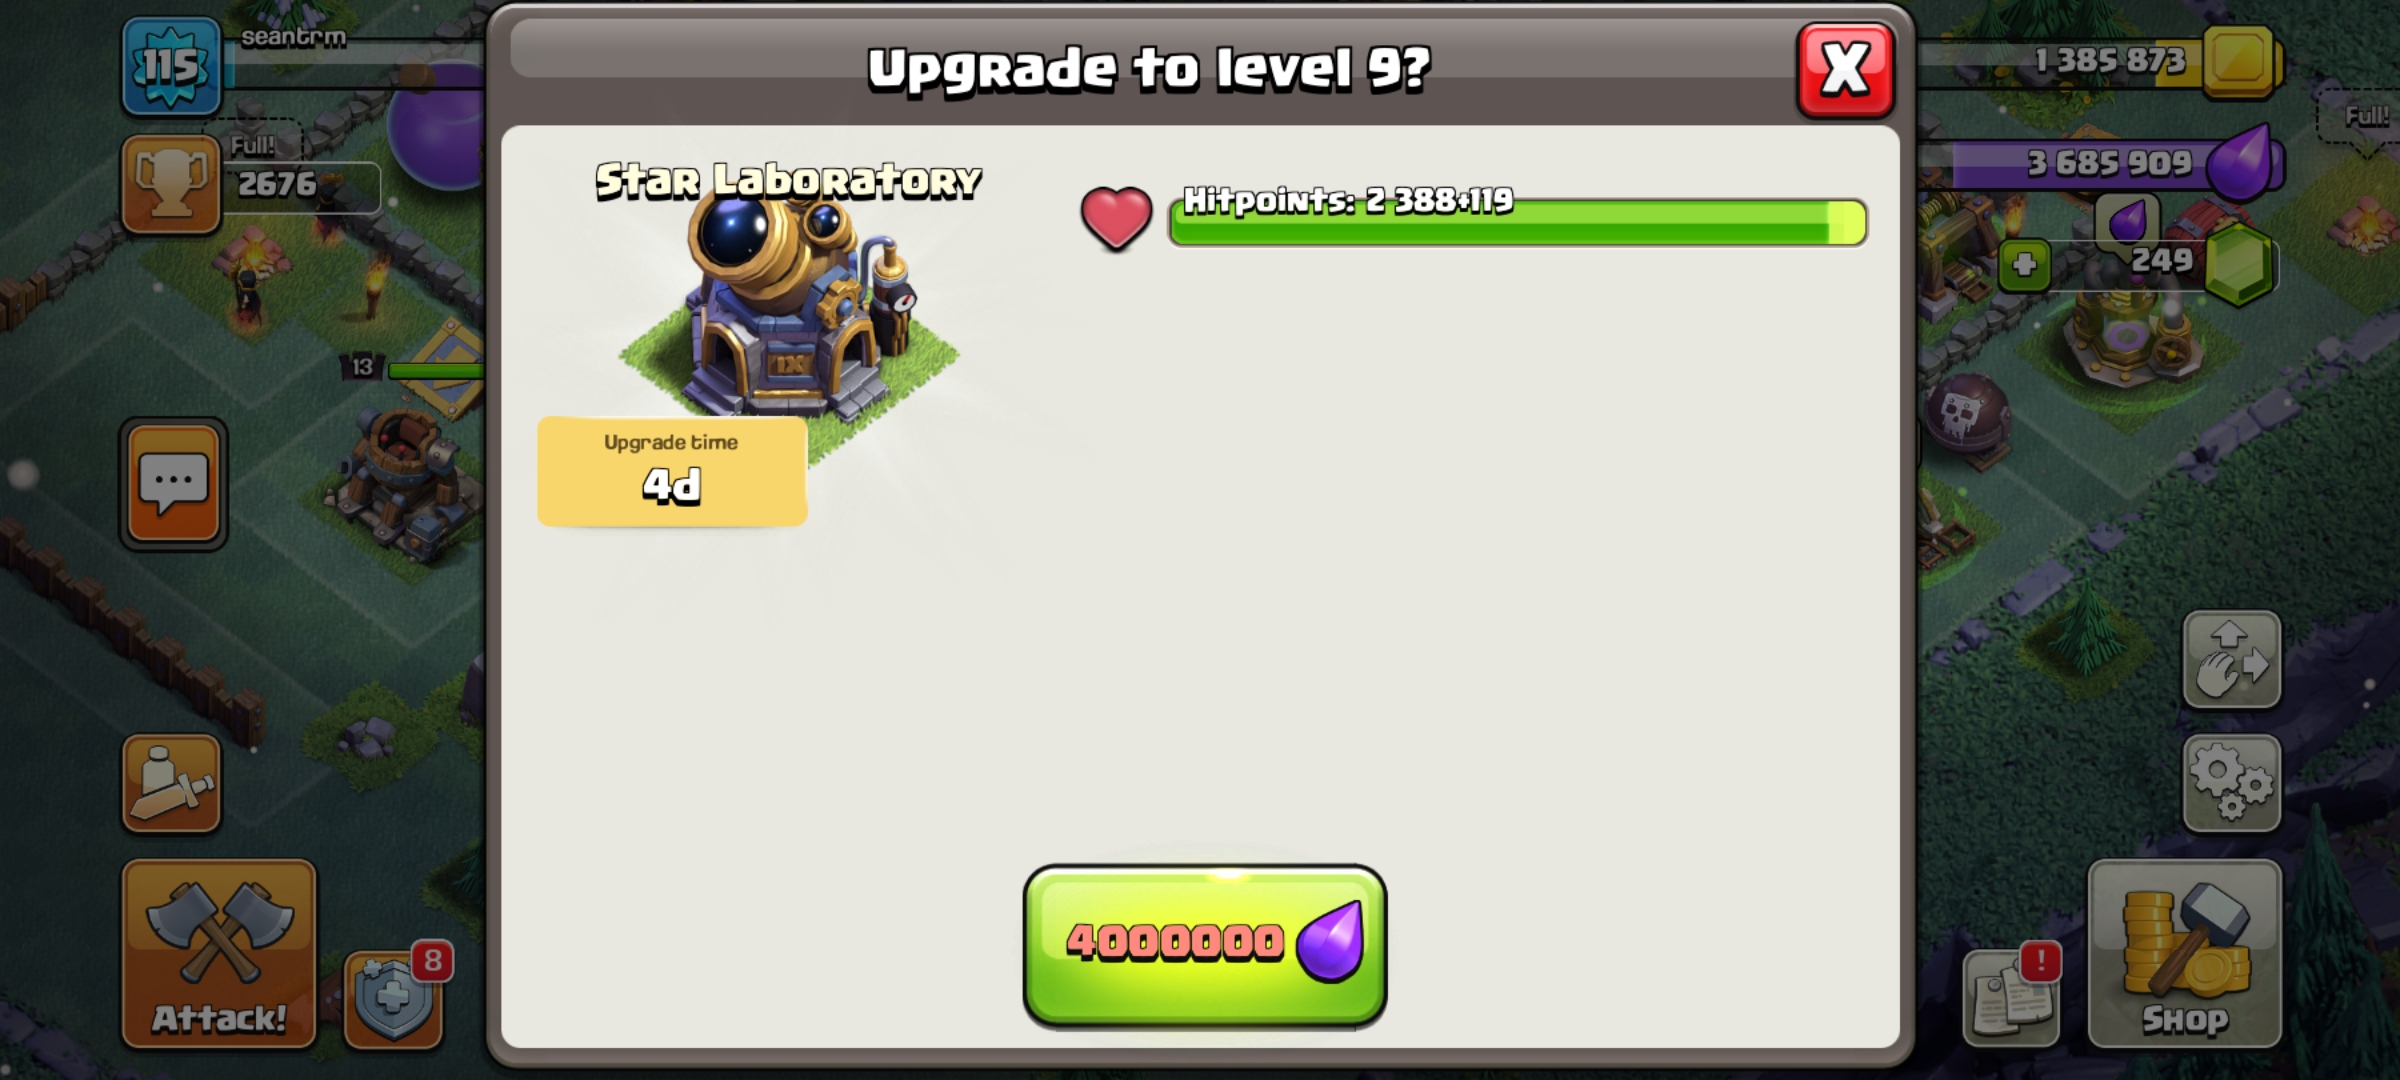 115
seantrm
Upgrade to level 9?
X
1 385 873
Full!
Full!
2676
3 685 909
Star Laboratory
Hitpoints: 2 388+119
249
13
IX
Upgrade time
4d
4000000
8
Attack!
!
Shop